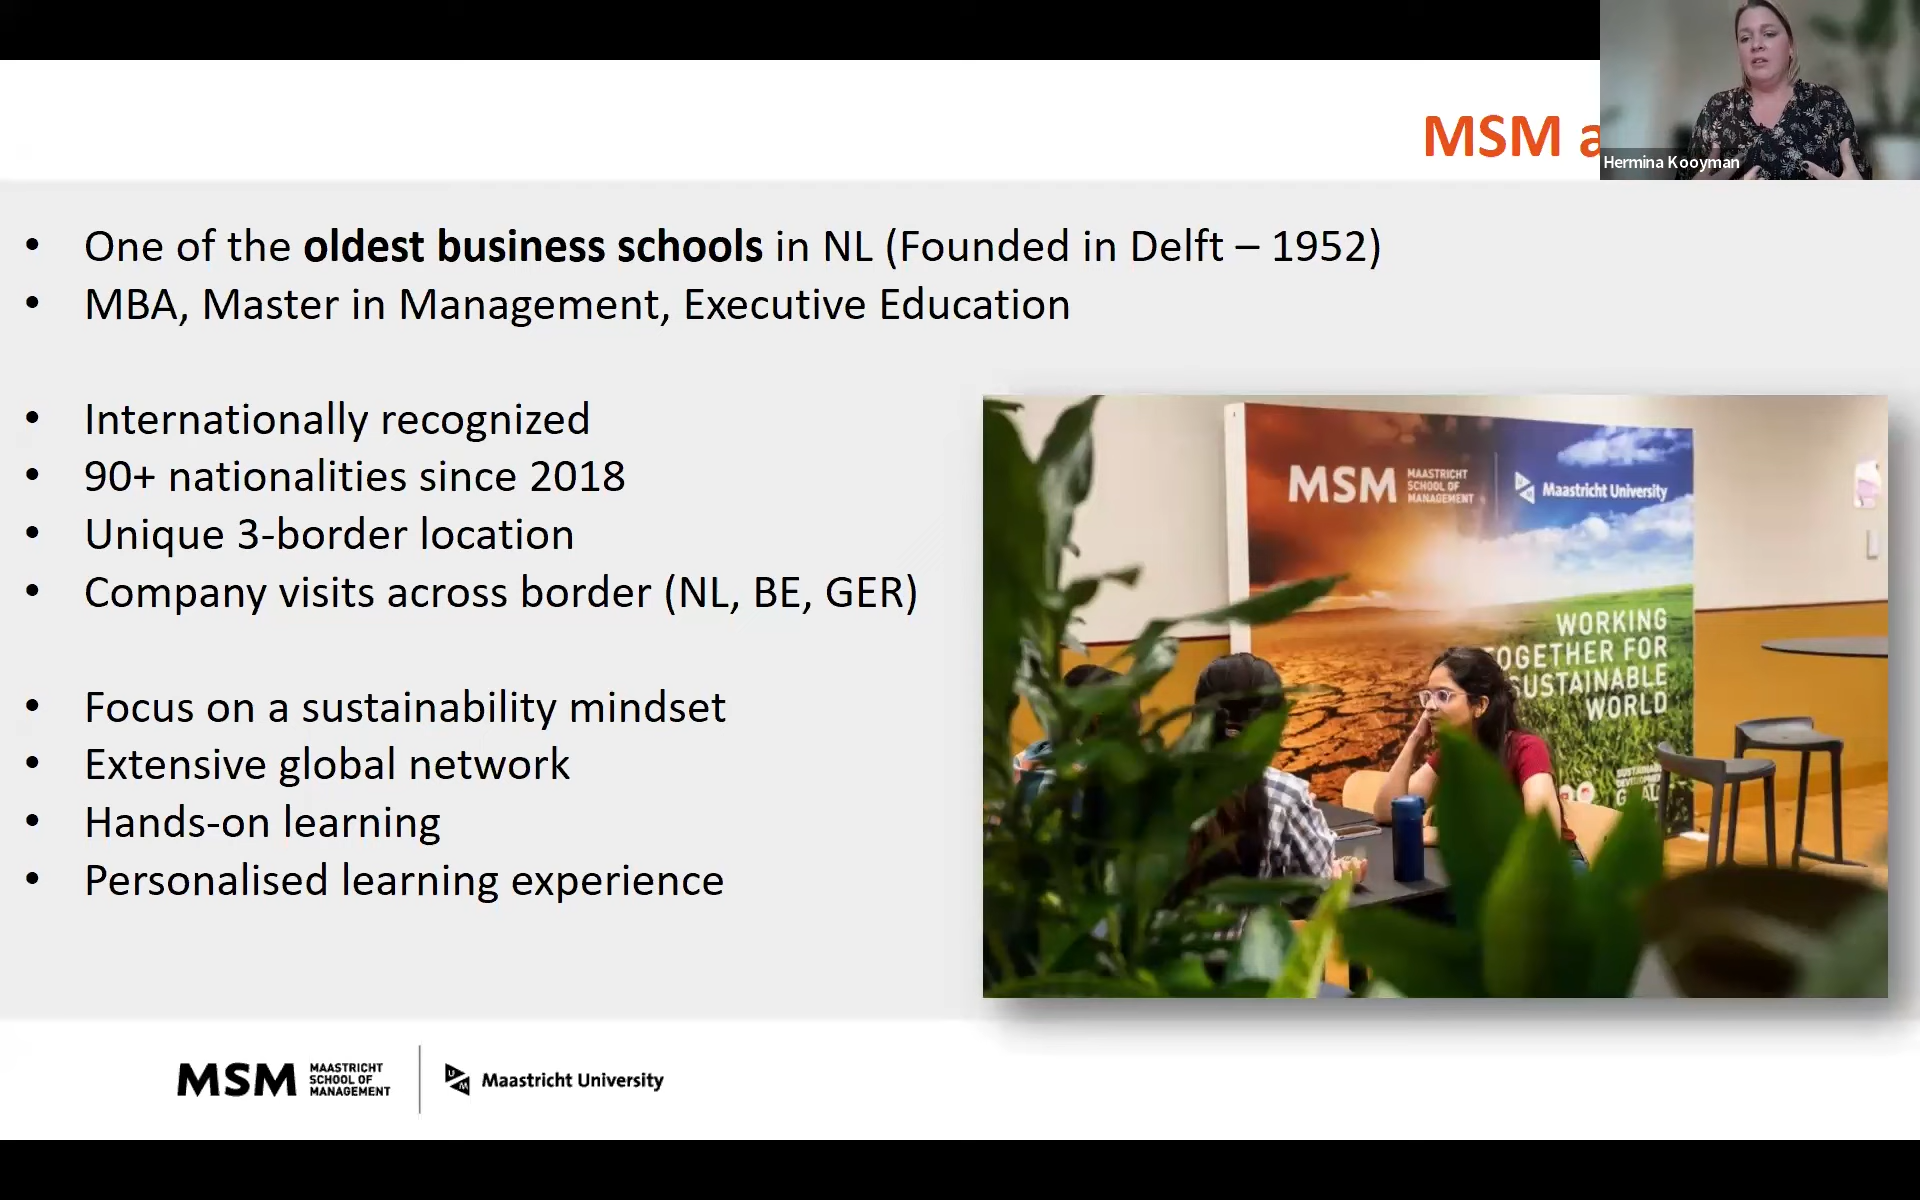 MSM a
Hermina Kooyman
• One of the oldest business schools in NL (Founded in Delft – 1952)
• MBA, Master in Management, Executive Education
• Internationally recognized
• 90+ nationalities since 2018
• Unique 3-border location
• Company visits across border (NL, BE, GER)
• Focus on a sustainability mindset
• Extensive global network
• Hands-on learning
• Personalised learning experience
MSM MAASTRICHT
SCHOOL OF
MANAGEMENT
Maastricht University
WORKING
TOGETHER FOR
SUSTAINABLE
WORLD
MSM MAASTRICHT
SCHOOL OF
MANAGEMENT
UM Maastricht University